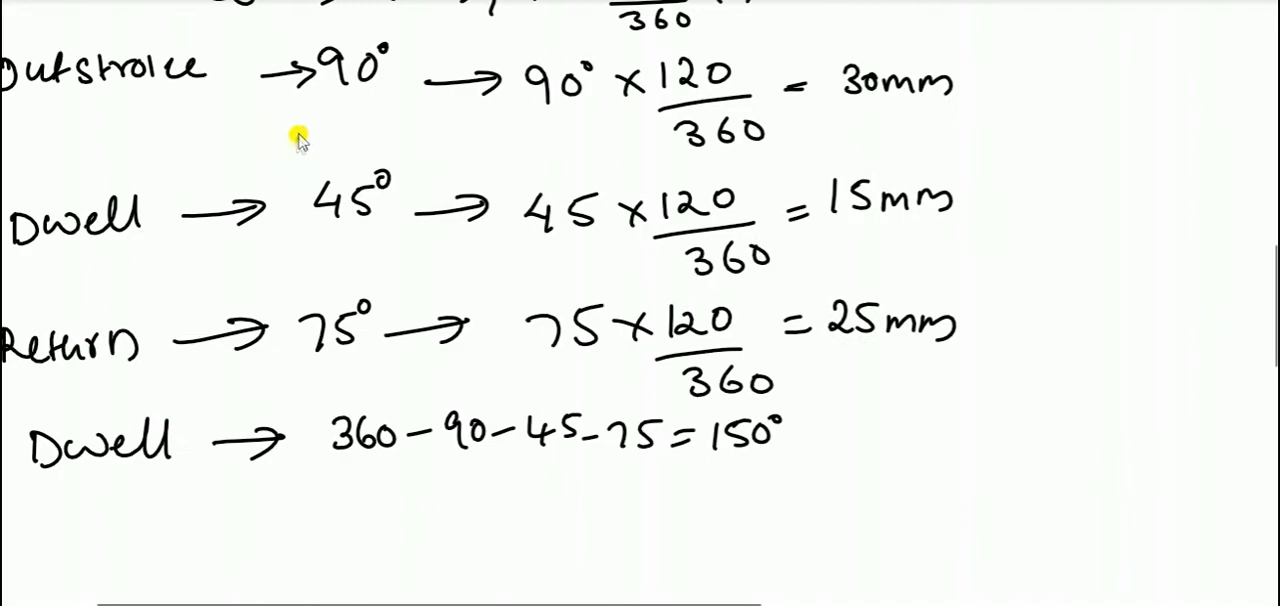 360
Outstroke → 90° → 90° × 120/360 = 30mm
Dwell → 45° → 45 × 120/360 = 15mm
Return → 75° → 75 × 120/360 = 25mm
Dwell → 360-90-45-75 = 150°